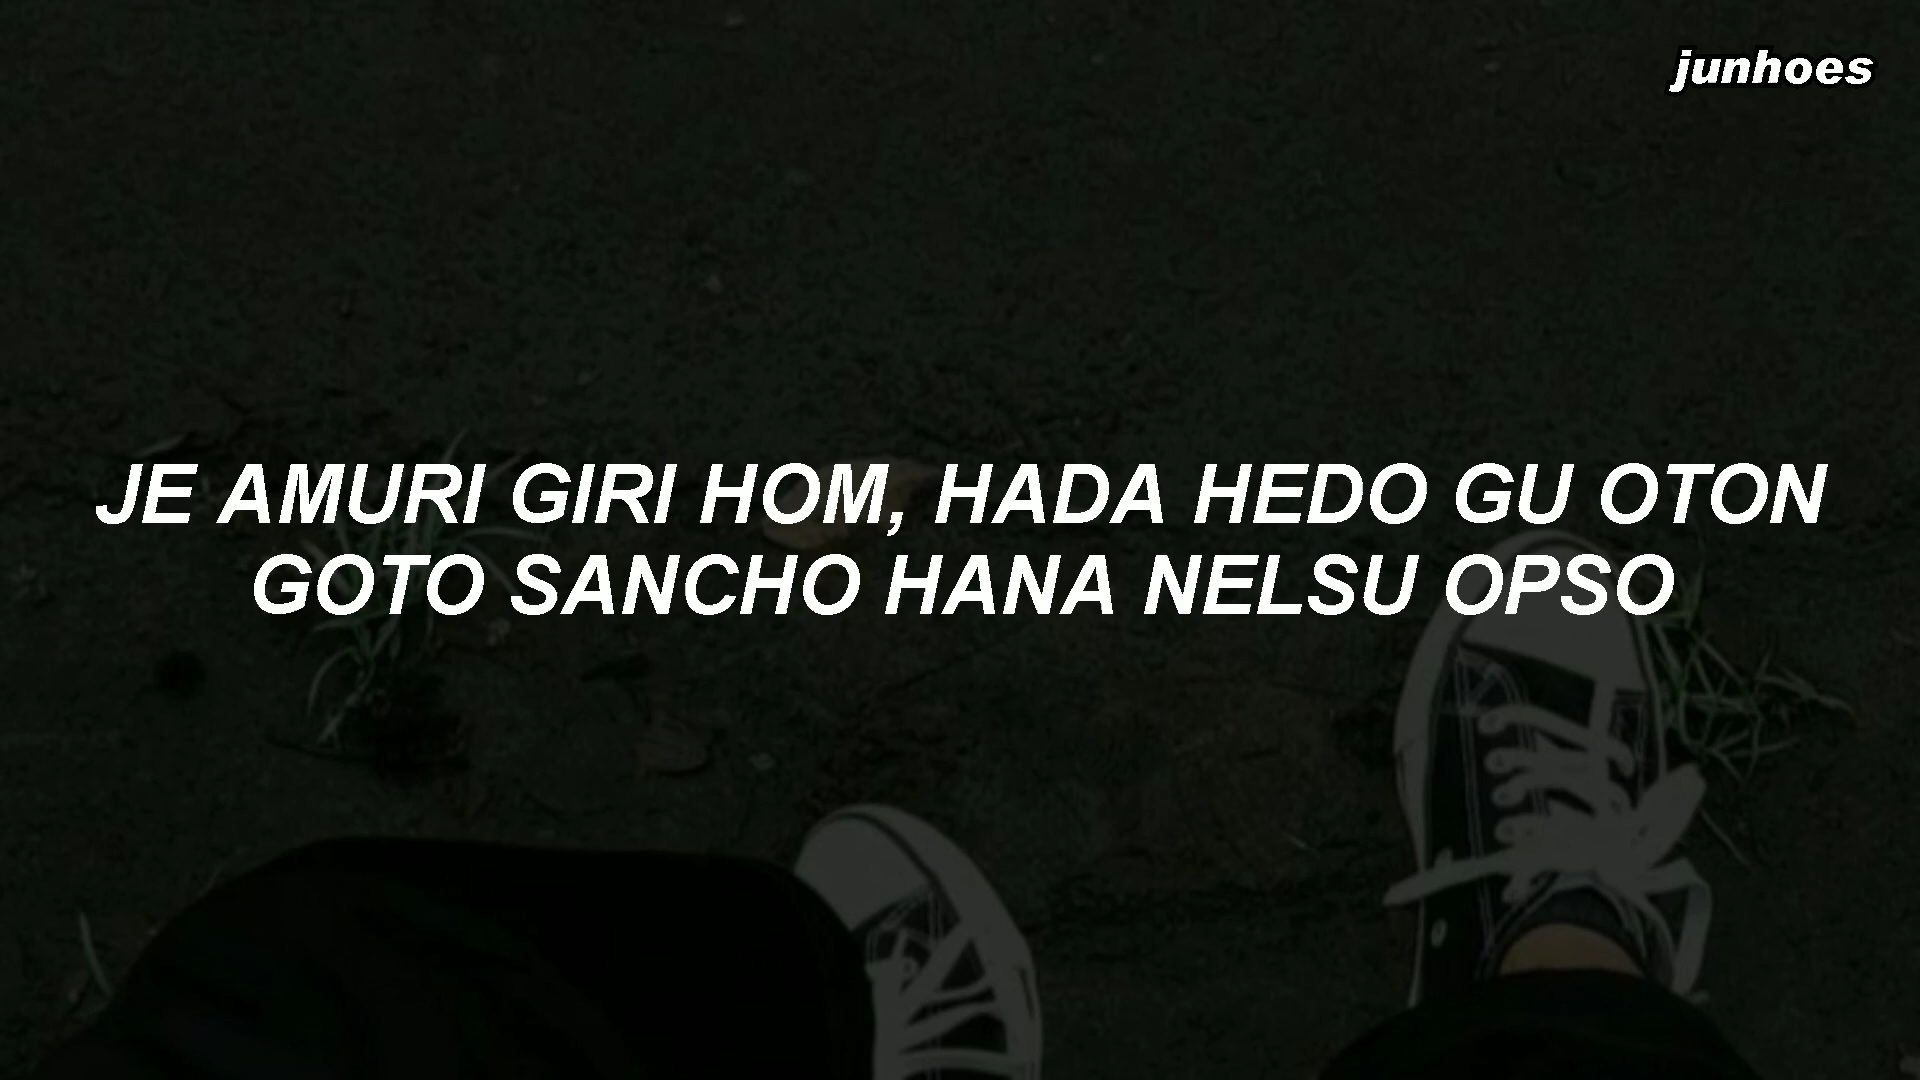 junhoes
JE AMURI GIRI HOM, HADA HEDO GU OTON
GOTO SANCHO HANA NELSU OPSO